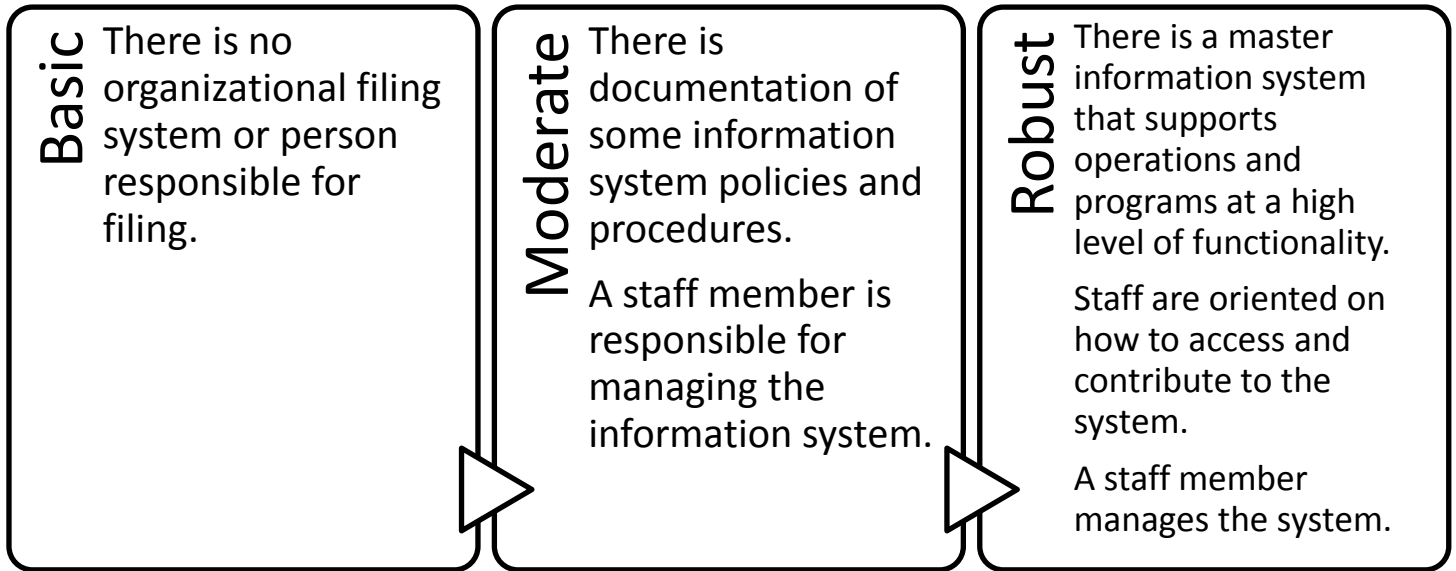 Basic
There is no
organizational filing
system or person
responsible for
filing.
Moderate
There is
documentation of
some information
system policies and
procedures.
A staff member is
responsible for
managing the
information system.
Robust
There is a master
information system
that supports
operations and
programs at a high
level of functionality.
Staff are oriented on
how to access and
contribute to the
system.
A staff member
manages the system.